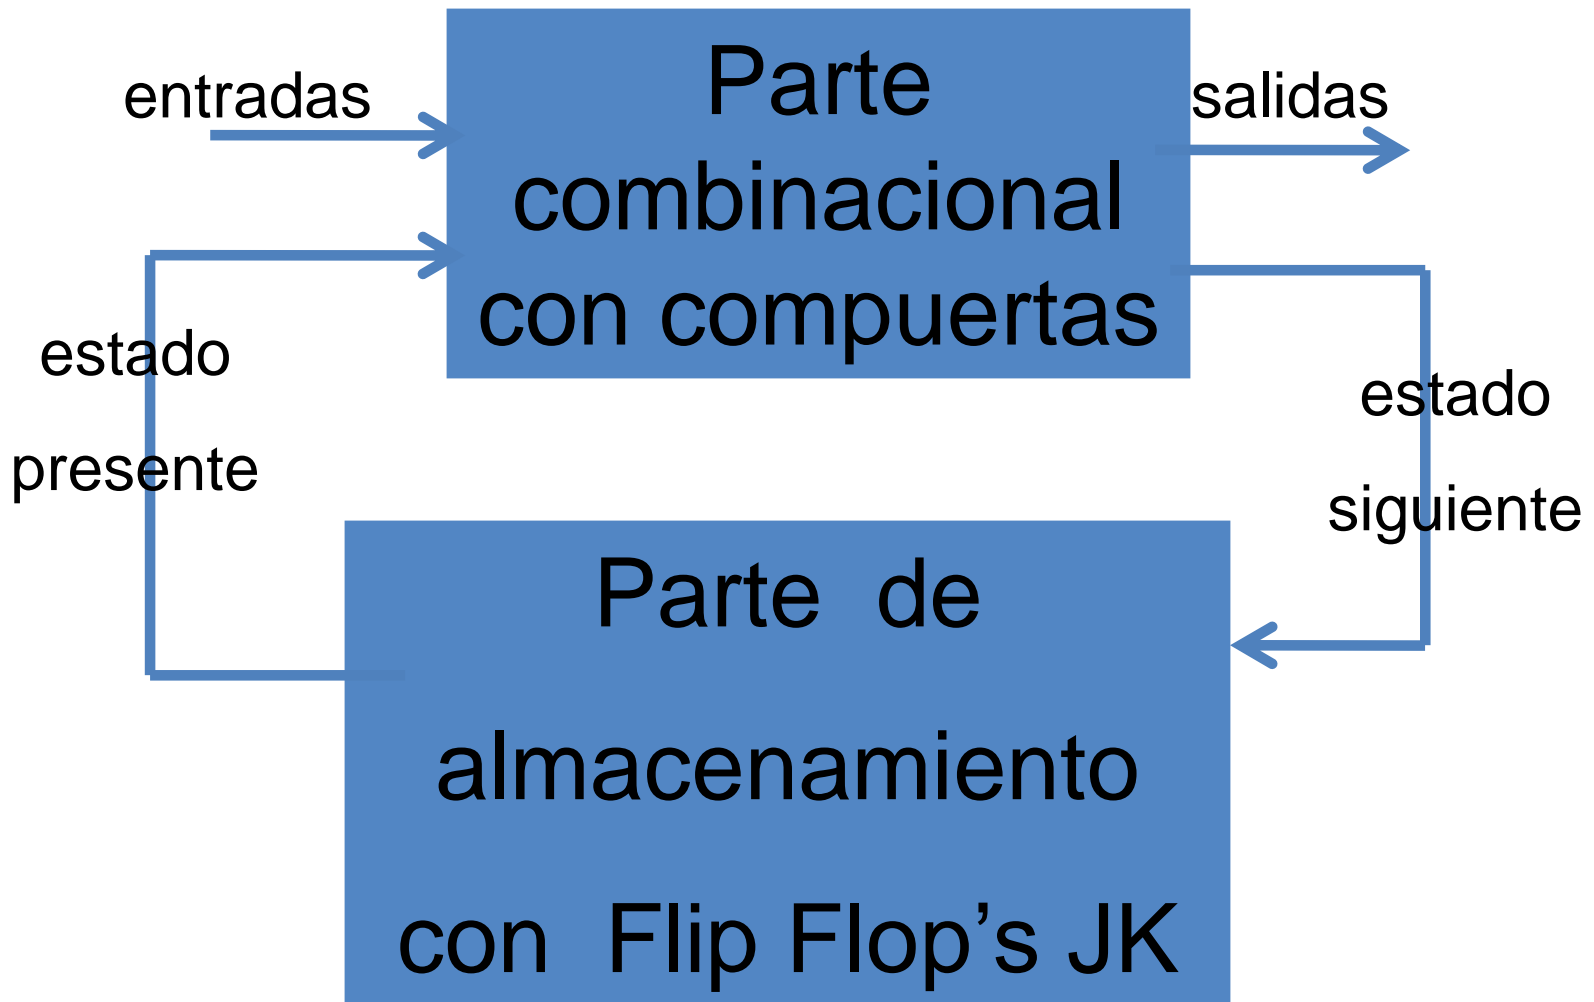 entradas
Parte
combinacional
con compuertas
salidas
estado
presente
estado
siguiente
Parte de
almacenamiento
con Flip Flop’s JK